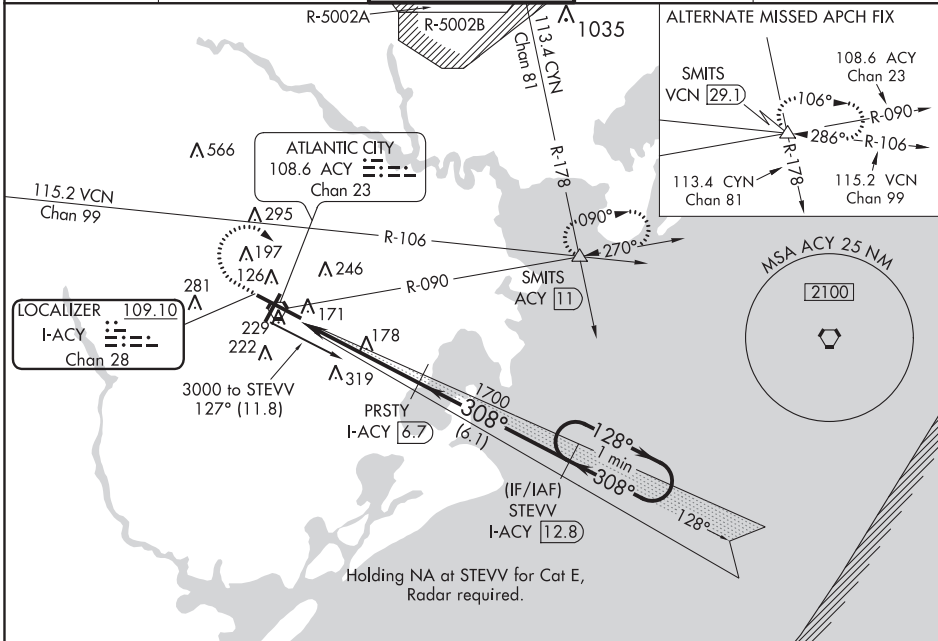 R-5002A
R-5002B
1035
113.4 CYN
Chan 81
R-178
ALTERNATE MISSED APCH FIX
SMITS
VCN 29.1
108.6 ACY
Chan 23
106°
R-090
286°
R-106
R-178
113.4 CYN
Chan 81
115.2 VCN
Chan 99
566
ATLANTIC CITY
108.6 ACY
Chan 23
115.2 VCN
Chan 99
295
R-106
090°
270°
197
126
246
R-090
SMITS
ACY 11
MSA ACY 25 NM
2100
281
LOCALIZER 109.10
I-ACY
Chan 28
229
171
222
178
319
3000 to STEVV
127° (11.8)
PRSTY
I-ACY 6.7
1700
308°
(6.1)
128°
1 min
308°
(IF/IAF)
STEVV
I-ACY 12.8
128°
Holding NA at STEVV for Cat E,
Radar required.